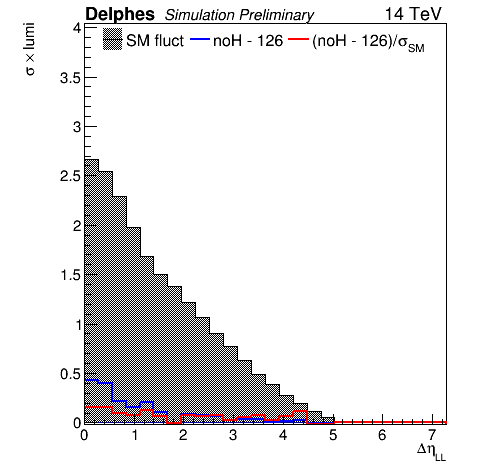 Delphes Simulation Preliminary 14 TeV
σ × lumi
SM fluct noH - 126 (noH - 126)/σSM
4
3.5
3
2.5
2
1.5
1
0.5
0
0 1 2 3 4 5 6 7
ΔηLL